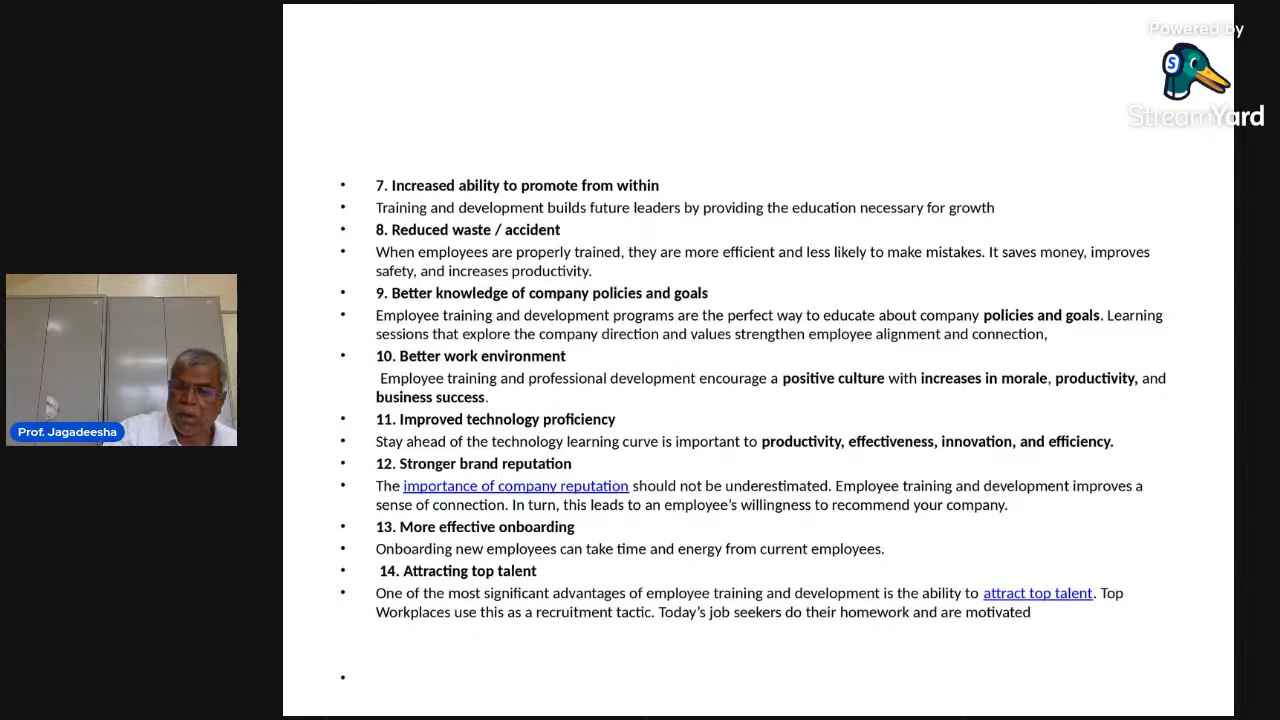 Powered by
StreamYard
7. Increased ability to promote from within
Training and development builds future leaders by providing the education necessary for growth
8. Reduced waste / accident
When employees are properly trained, they are more efficient and less likely to make mistakes. It saves money, improves
safety, and increases productivity.
9. Better knowledge of company policies and goals
Employee training and development programs are the perfect way to educate about company policies and goals. Learning
sessions that explore the company direction and values strengthen employee alignment and connection,
10. Better work environment
Employee training and professional development encourage a positive culture with increases in morale, productivity, and
business success.
11. Improved technology proficiency
Stay ahead of the technology learning curve is important to productivity, effectiveness, innovation, and efficiency.
12. Stronger brand reputation
The importance of company reputation should not be underestimated. Employee training and development improves a
sense of connection. In turn, this leads to an employee’s willingness to recommend your company.
13. More effective onboarding
Onboarding new employees can take time and energy from current employees.
14. Attracting top talent
One of the most significant advantages of employee training and development is the ability to attract top talent. Top
Workplaces use this as a recruitment tactic. Today’s job seekers do their homework and are motivated
Prof. Jagadeesha